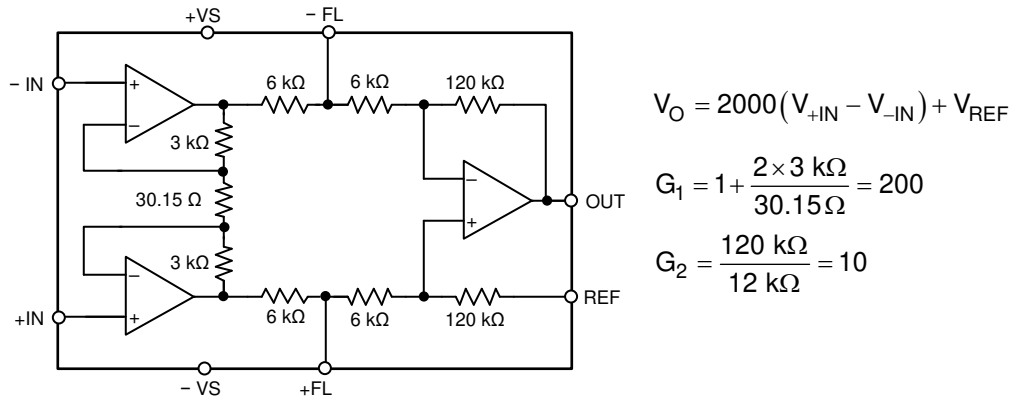 +VS
− FL
− IN
6 kΩ
6 kΩ
120 kΩ
+
−
3 kΩ
30.15 Ω
−
+
OUT
3 kΩ
−
+
+IN
6 kΩ
6 kΩ
120 kΩ
REF
− VS
+FL
V_O = 2000(V_+IN − V_−IN) + V_REF
G_1 = 1 + (2 × 3 kΩ) / (30.15 Ω) = 200
G_2 = (120 kΩ) / (12 kΩ) = 10